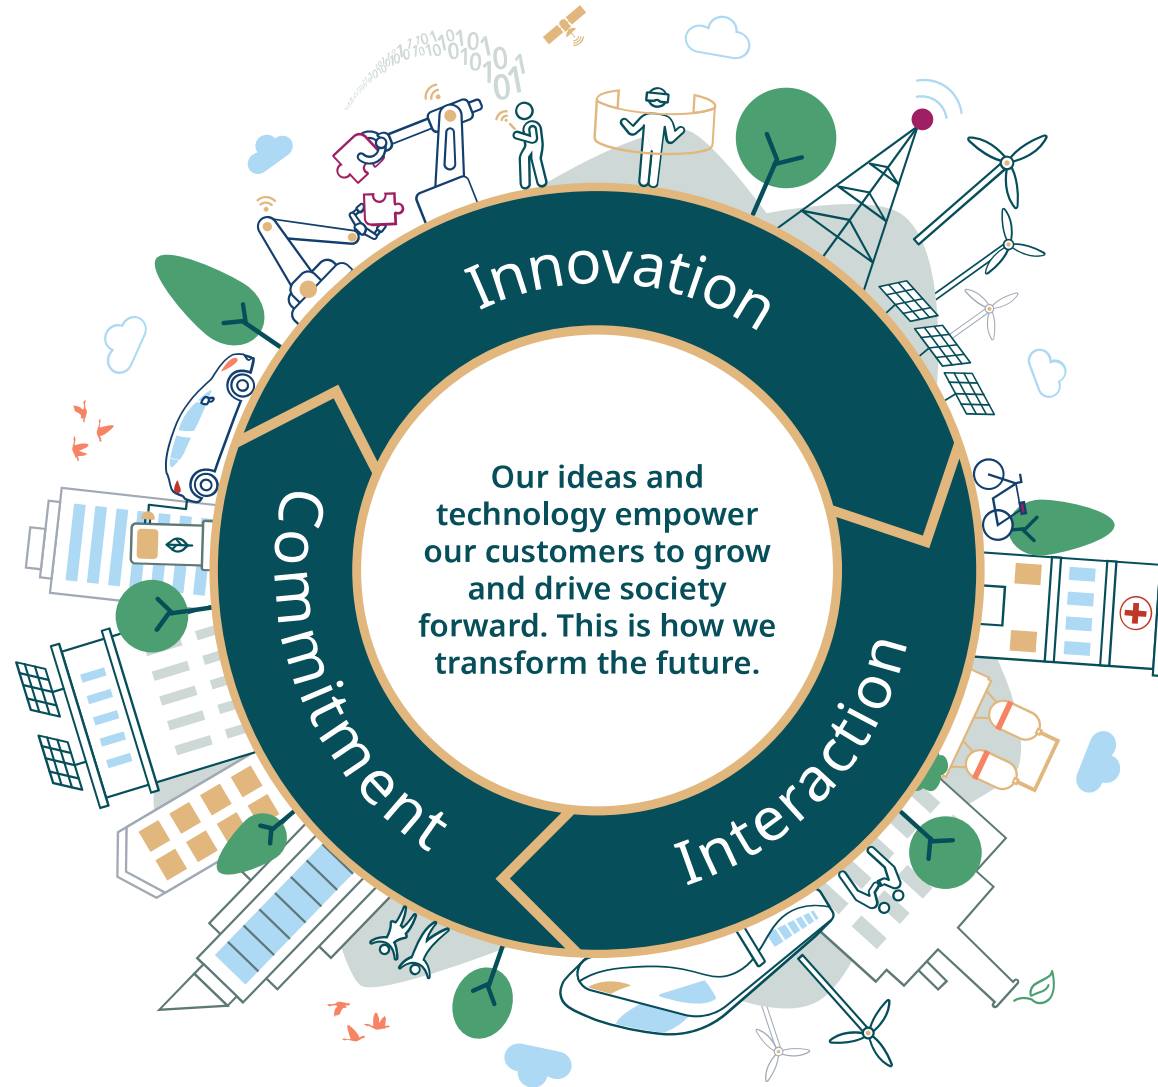 Innovation
Our ideas and
technology empower
our customers to grow
and drive society
forward. This is how we
transform the future.
Commitment
Interaction